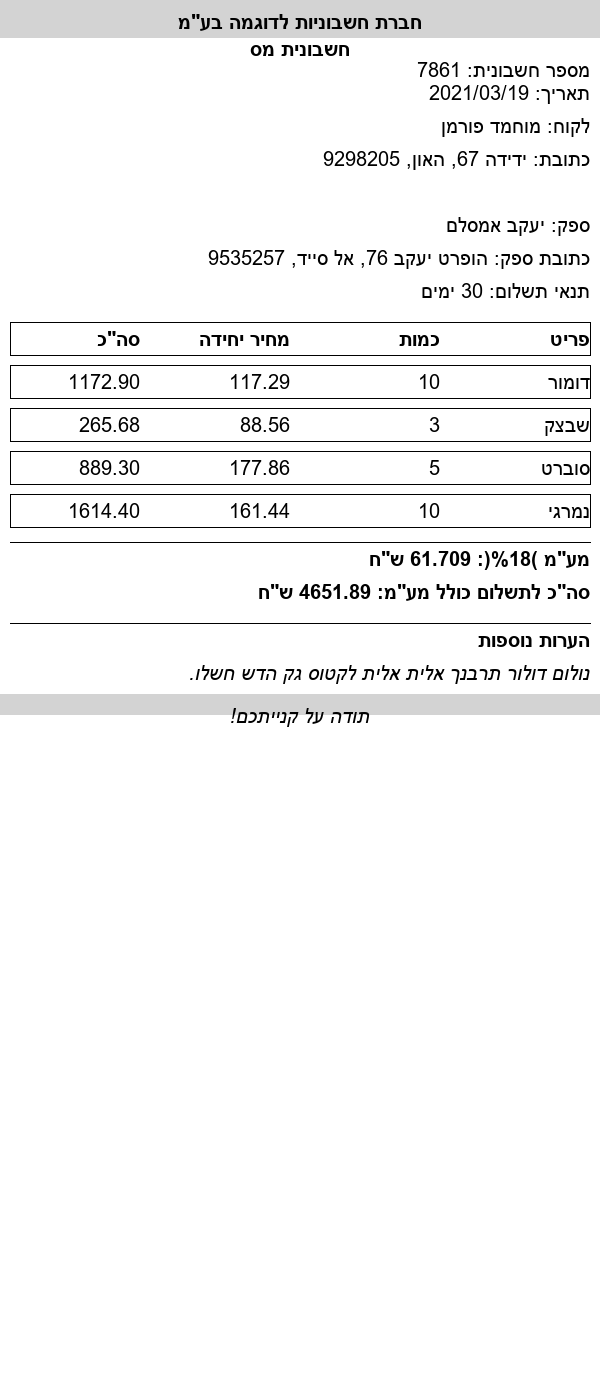 חברת חשבוניות לדוגמה בע"מ
חשבונית מס
מספר חשבונית: 7861
תאריך: 2021/03/19
לקוח: מוחמד פורמן
כתובת: ידידה 67, האון, 9298205
ספק: יעקב אמסלם
כתובת ספק: הופרט יעקב 76, אל סייד, 9535257
תנאי תשלום: 30 ימים
פריט כמות מחיר יחידה סה"כ
דומור 10 117.29 1172.90
שבצק 3 88.56 265.68
סוברט 5 177.86 889.30
נמרגי 10 161.44 1614.40
מע"מ )18%(: 61.709 ש"ח
סה"כ לתשלום כולל מע"מ: 4651.89 ש"ח
הערות נוספות
נולום דולור תרבנך אלית אלית לקטוס גק הדש חשלו.
תודה על קנייתכם!